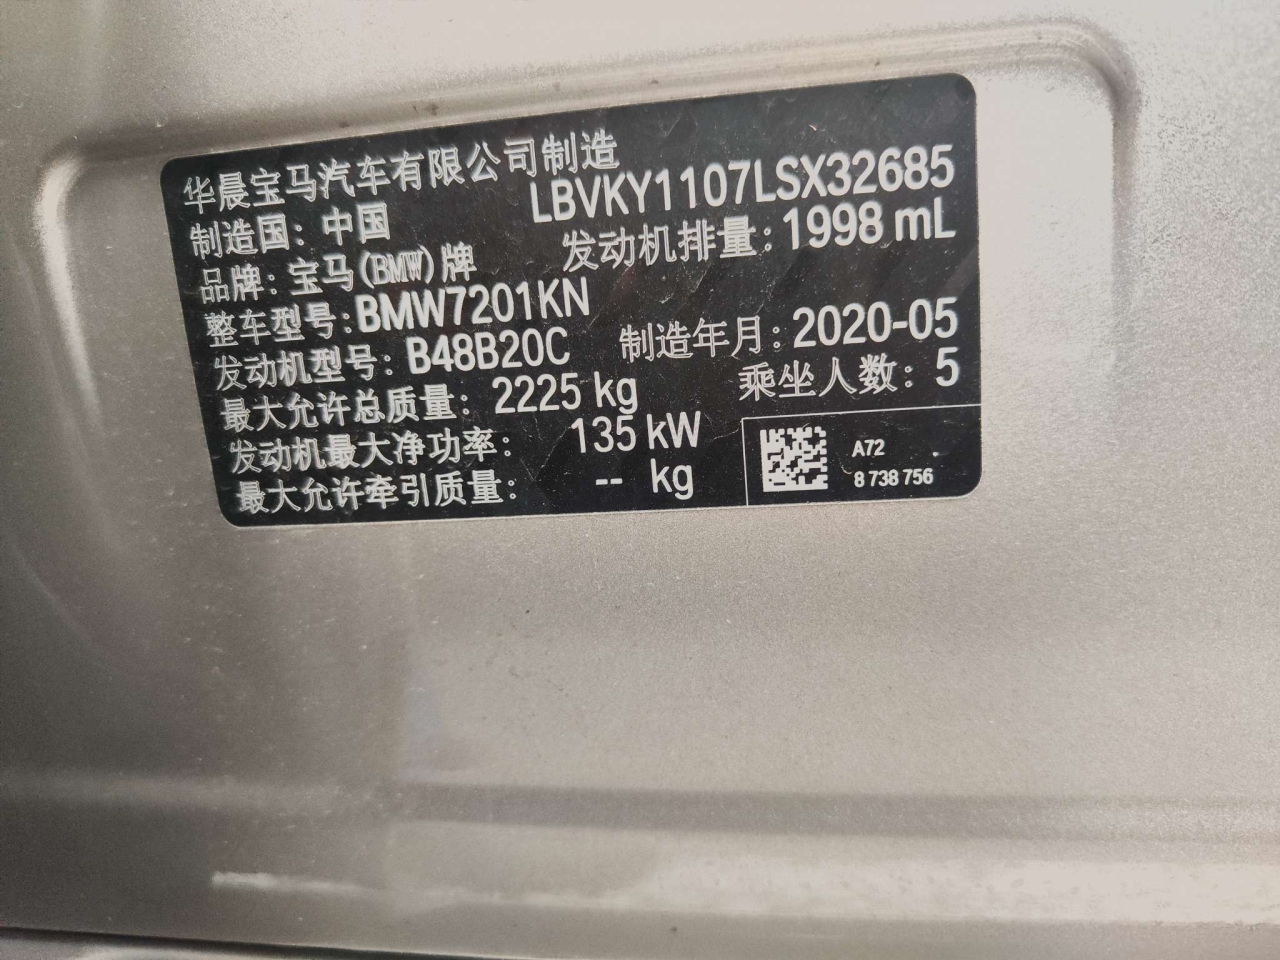 华晨宝马汽车有限公司制造
LBVKY1107LSX32685
制造国：中国
发动机排量：1998 mL
品牌：宝马(BMW)牌
整车型号：BMW7201KN
制造年月：2020-05
发动机型号：B48B20C
乘坐人数：5
最大允许总质量：2225 kg
发动机最大净功率：135 kW
最大允许牵引质量：-- kg
A72
8 738 756